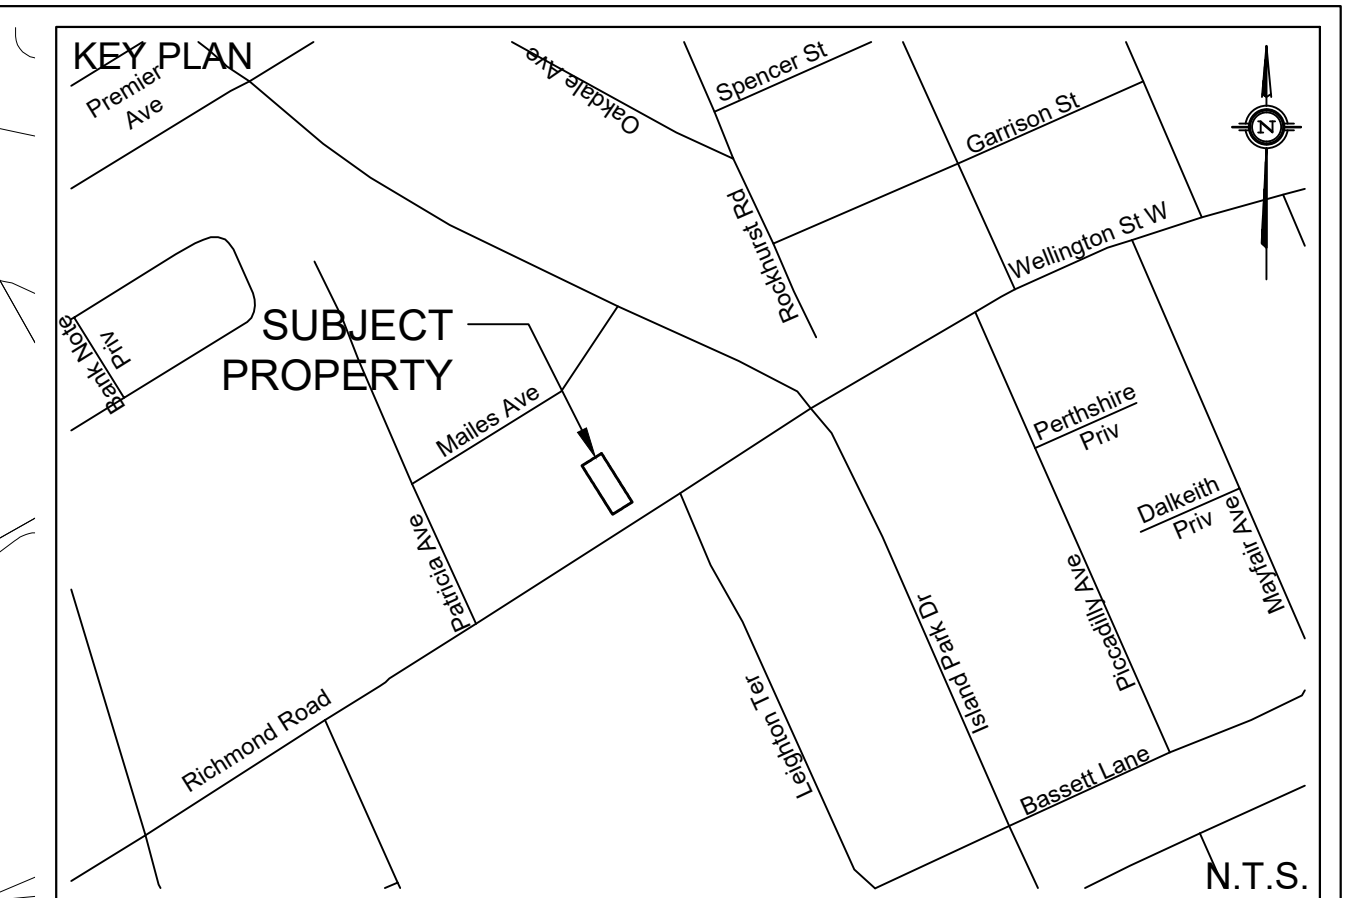 KEY PLAN
Premier
Ave
Oakdale Ave
Spencer St
Garrison St
N
Rockhurst Rd
Wellington St W
Bank Note
Priv
SUBJECT
PROPERTY
Mailes Ave
Perthshire
Priv
Dalkeith
Priv
Mayfair Ave
Patricia Ave
Piccadilly Ave
Island Park Dr
Leighton Ter
Richmond Road
Bassett Lane
N.T.S.